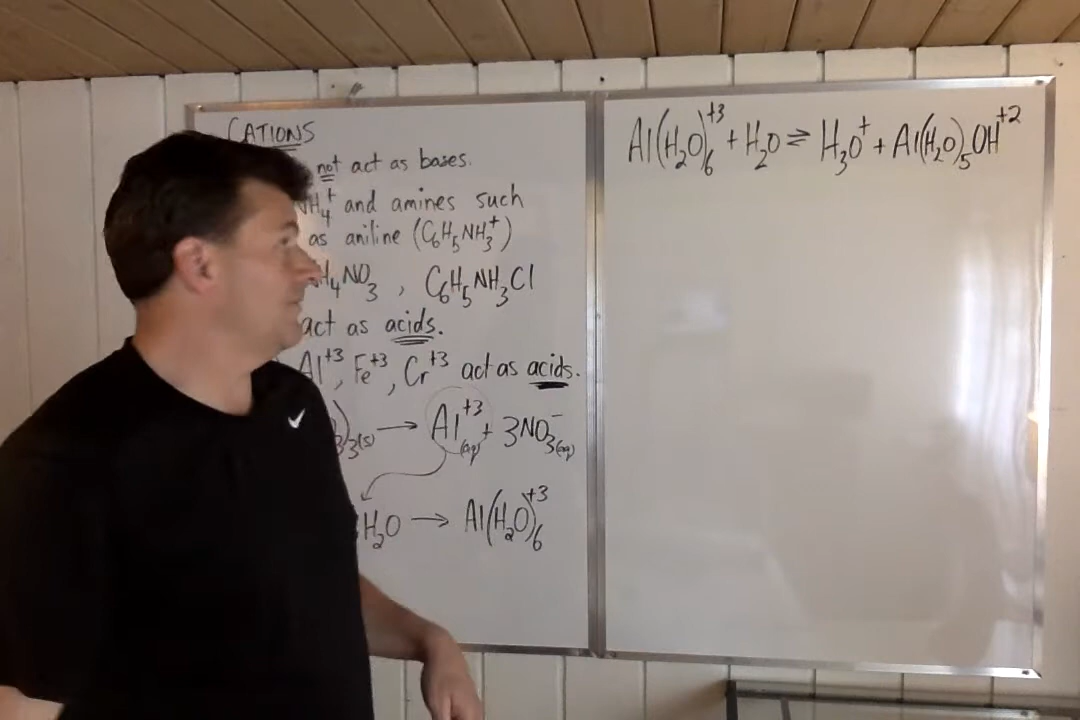 CATIONS
not act as bases.
NH₄⁺ and amines such
as aniline (C₆H₅NH₃⁺)
H₄NO₃ , C₆H₅NH₃Cl
act as acids.
Al⁺³, Fe⁺³, Cr⁺³ act as acids.
)₃(s) → Al⁺³(aq) + 3NO₃⁻(aq)
H₂O → Al(H₂O)₆⁺³
Al(H₂O)₆⁺³ + H₂O ⇌ H₃O⁺ + Al(H₂O)₅OH⁺²